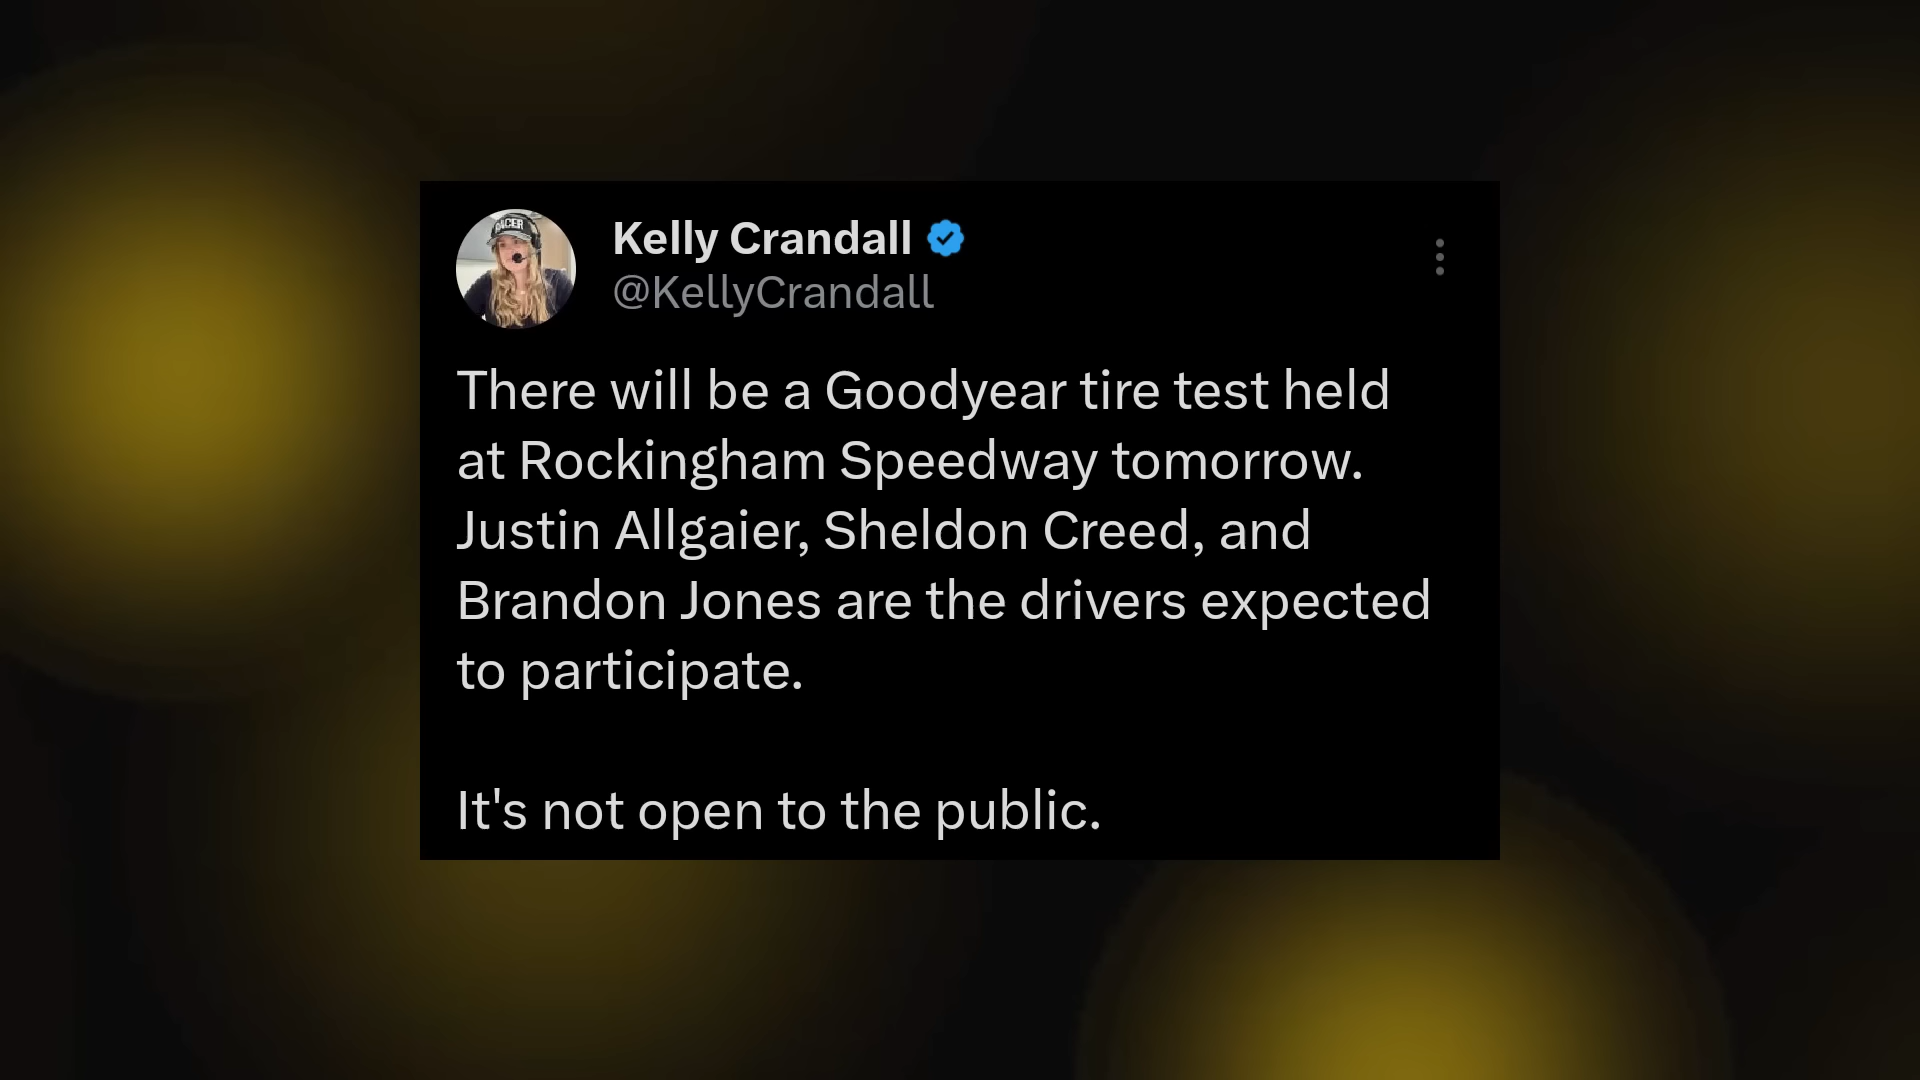 Kelly Crandall
@KellyCrandall
There will be a Goodyear tire test held
at Rockingham Speedway tomorrow.
Justin Allgaier, Sheldon Creed, and
Brandon Jones are the drivers expected
to participate.
It's not open to the public.